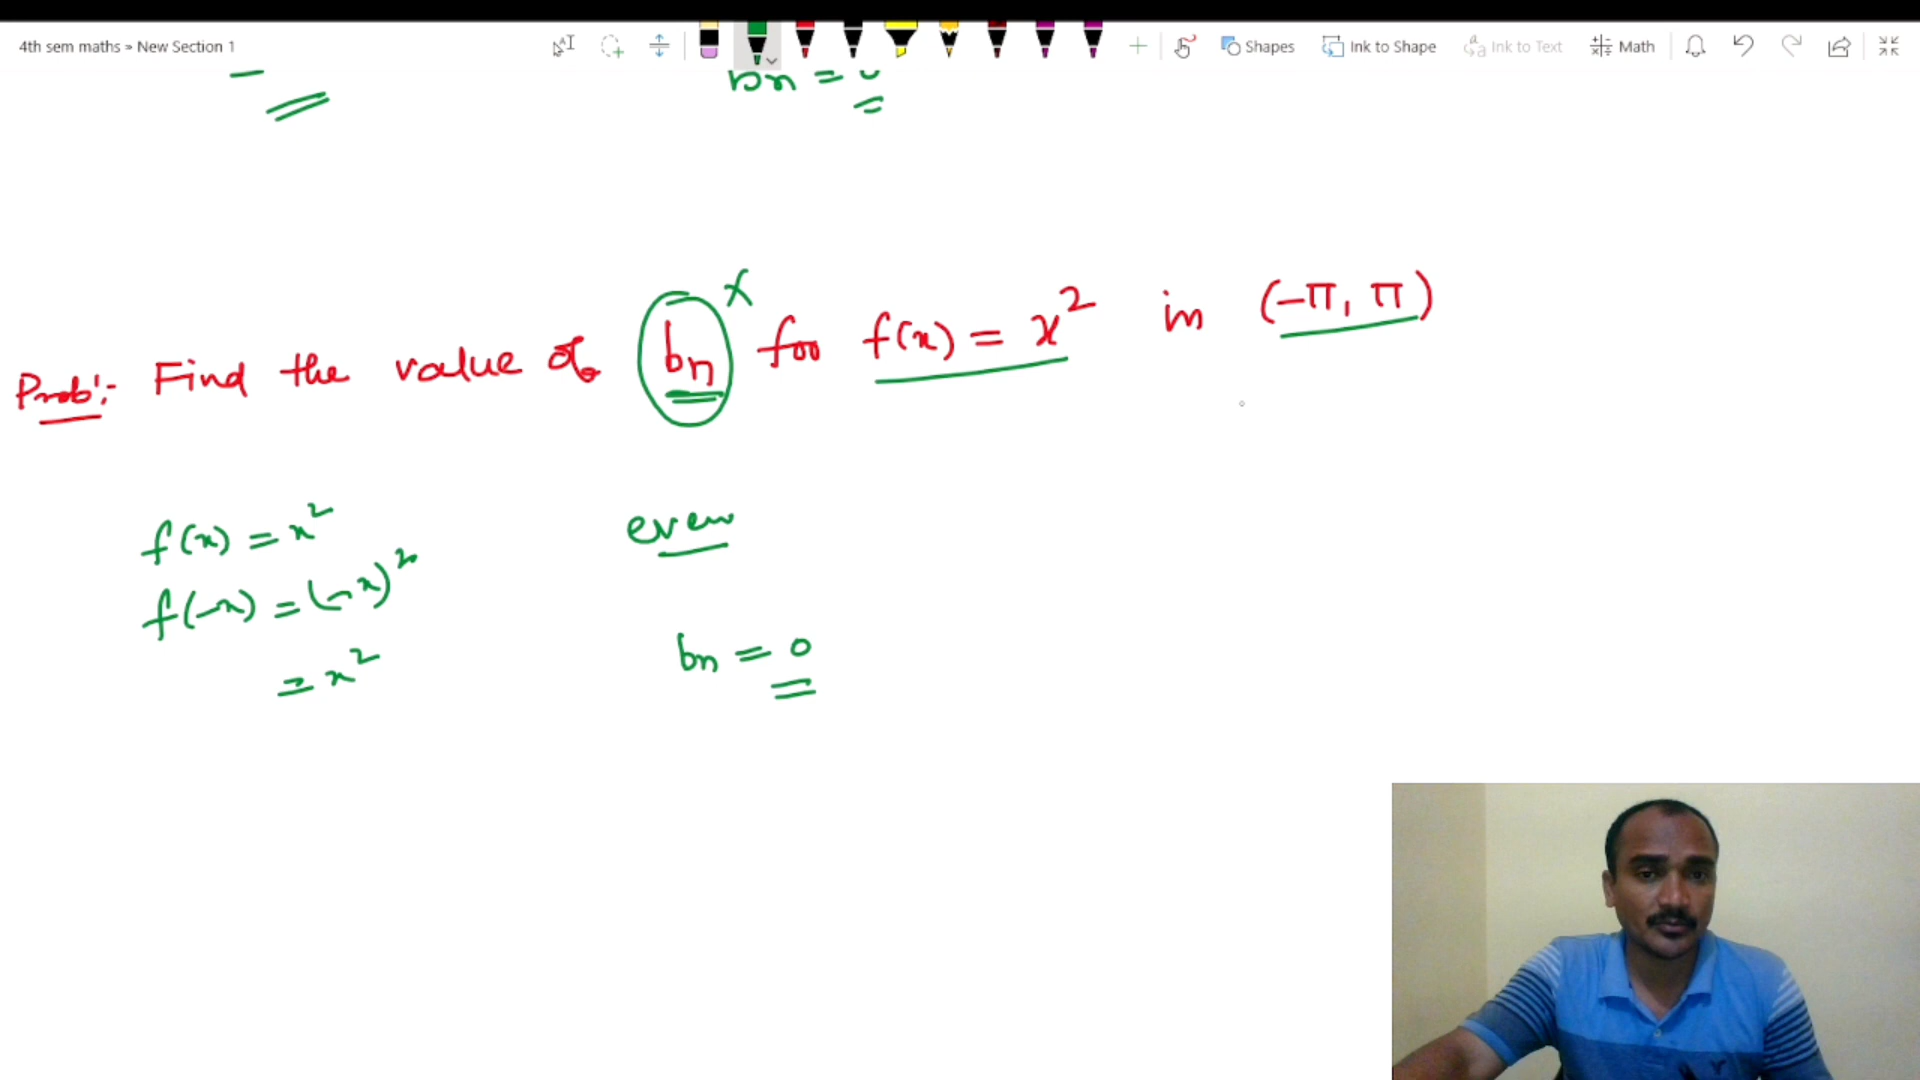 4th sem maths » New Section 1
Shapes
Ink to Shape
Ink to Text
Math
bn = 0
Prob: Find the value of bn for f(x) = x² in (-π, π)
x
f(x) = x²
f(-x) = (-x)²
= x²
even
bn = 0